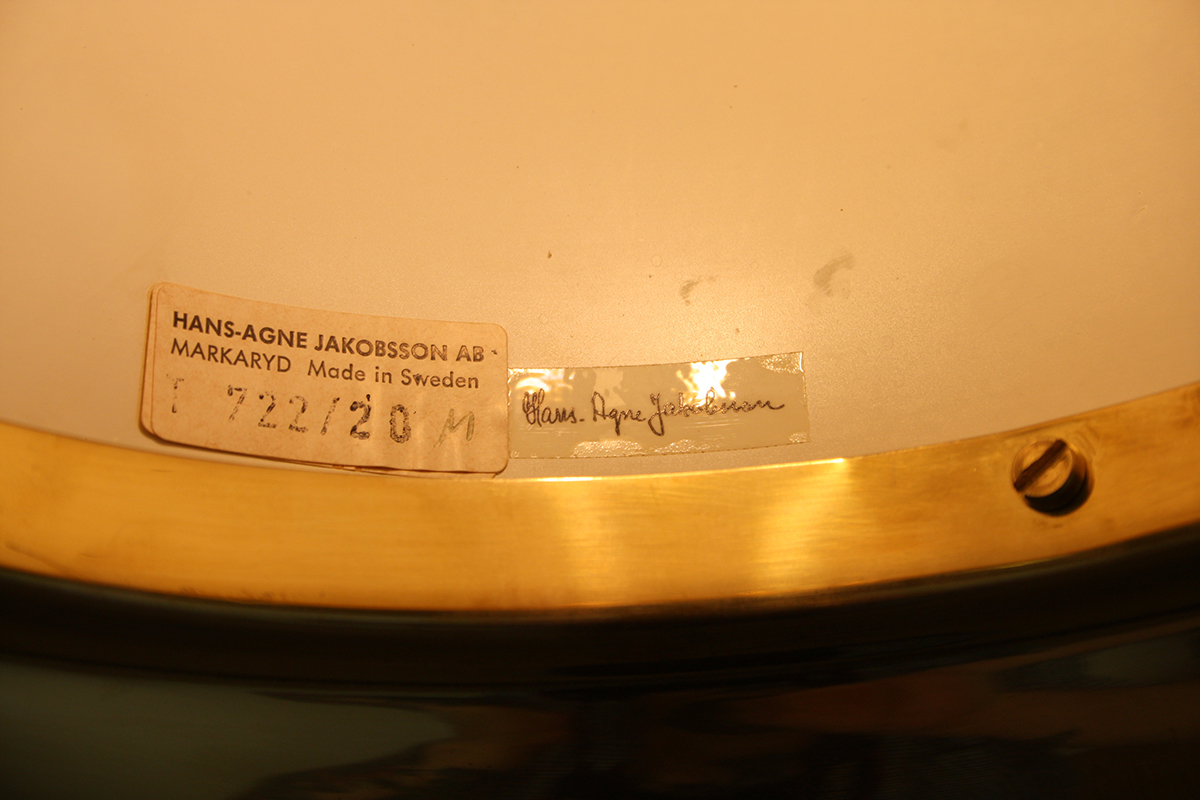 HANS-AGNE JAKOBSSON AB
MARKARYD Made in Sweden
T 722/20 M
Hans-Agne Jakobsson